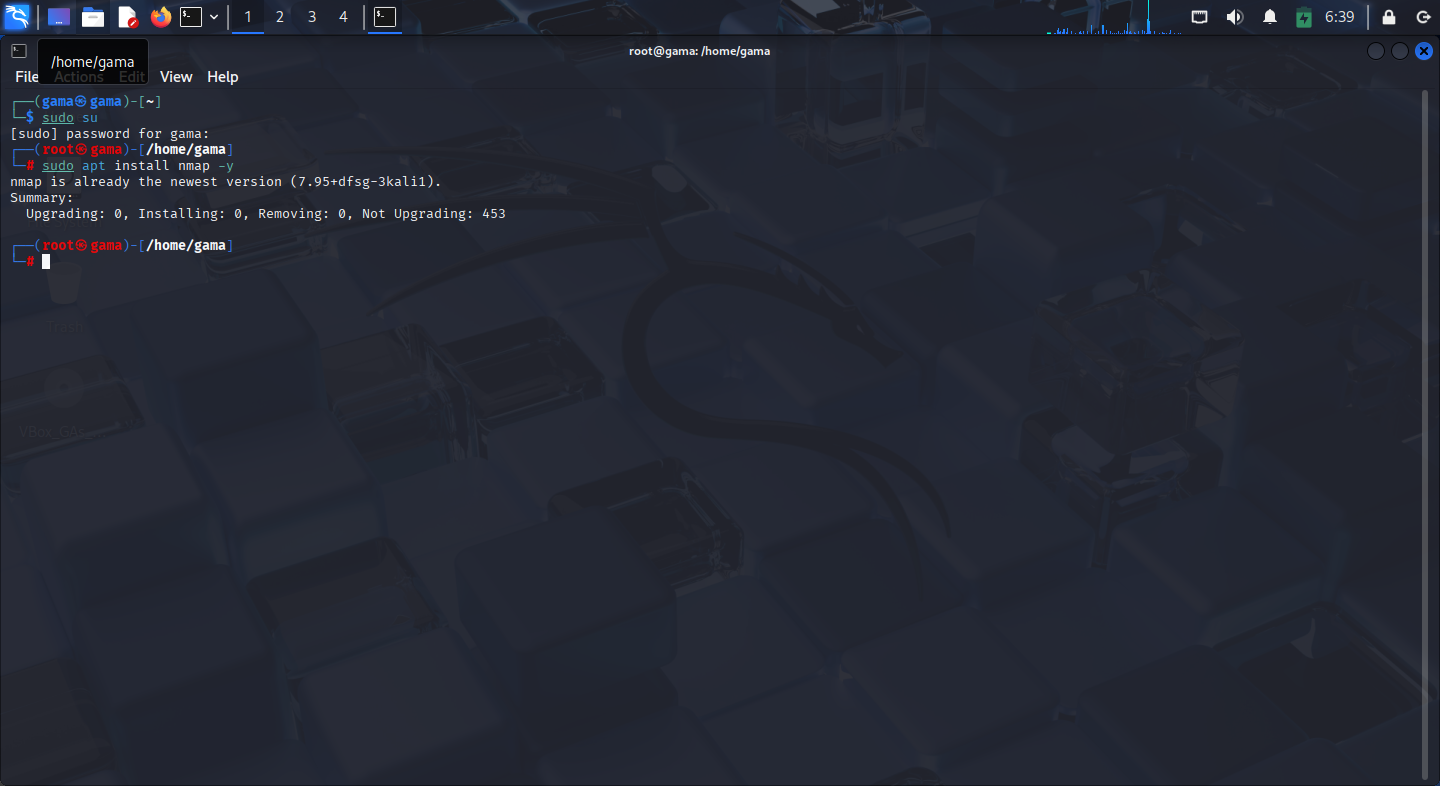 1 2 3 4 6:39
root@gama: /home/gama
/home/gama
File Actions Edit View Help
┌──(gama㉿gama)-[~]
└─$ sudo su
[sudo] password for gama:
┌──(root㉿gama)-[/home/gama]
└─# sudo apt install nmap -y
nmap is already the newest version (7.95+dfsg-3kali1).
Summary:
  Upgrading: 0, Installing: 0, Removing: 0, Not Upgrading: 453
┌──(root㉿gama)-[/home/gama]
└─#
Trash
VBox_GAs_